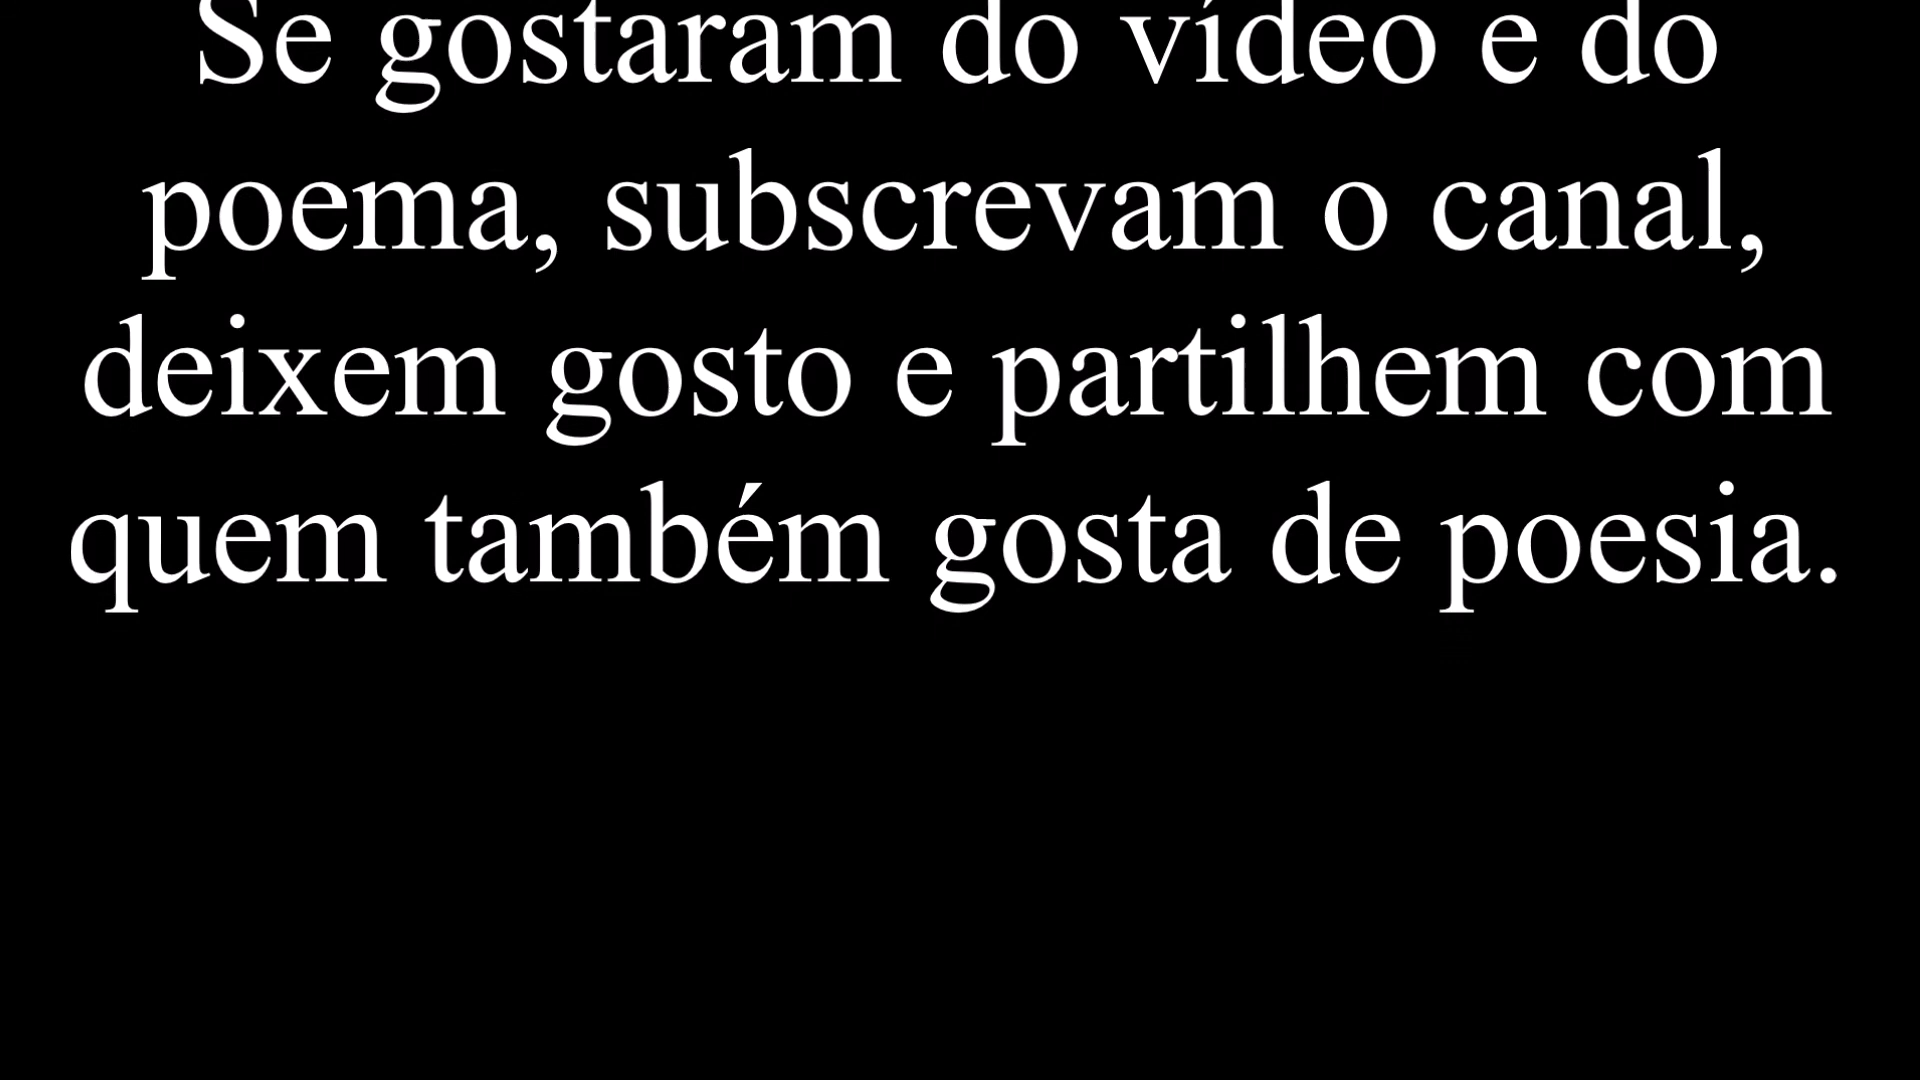 Se gostaram do vídeo e do
poema, subscrevam o canal,
deixem gosto e partilhem com
quem também gosta de poesia.